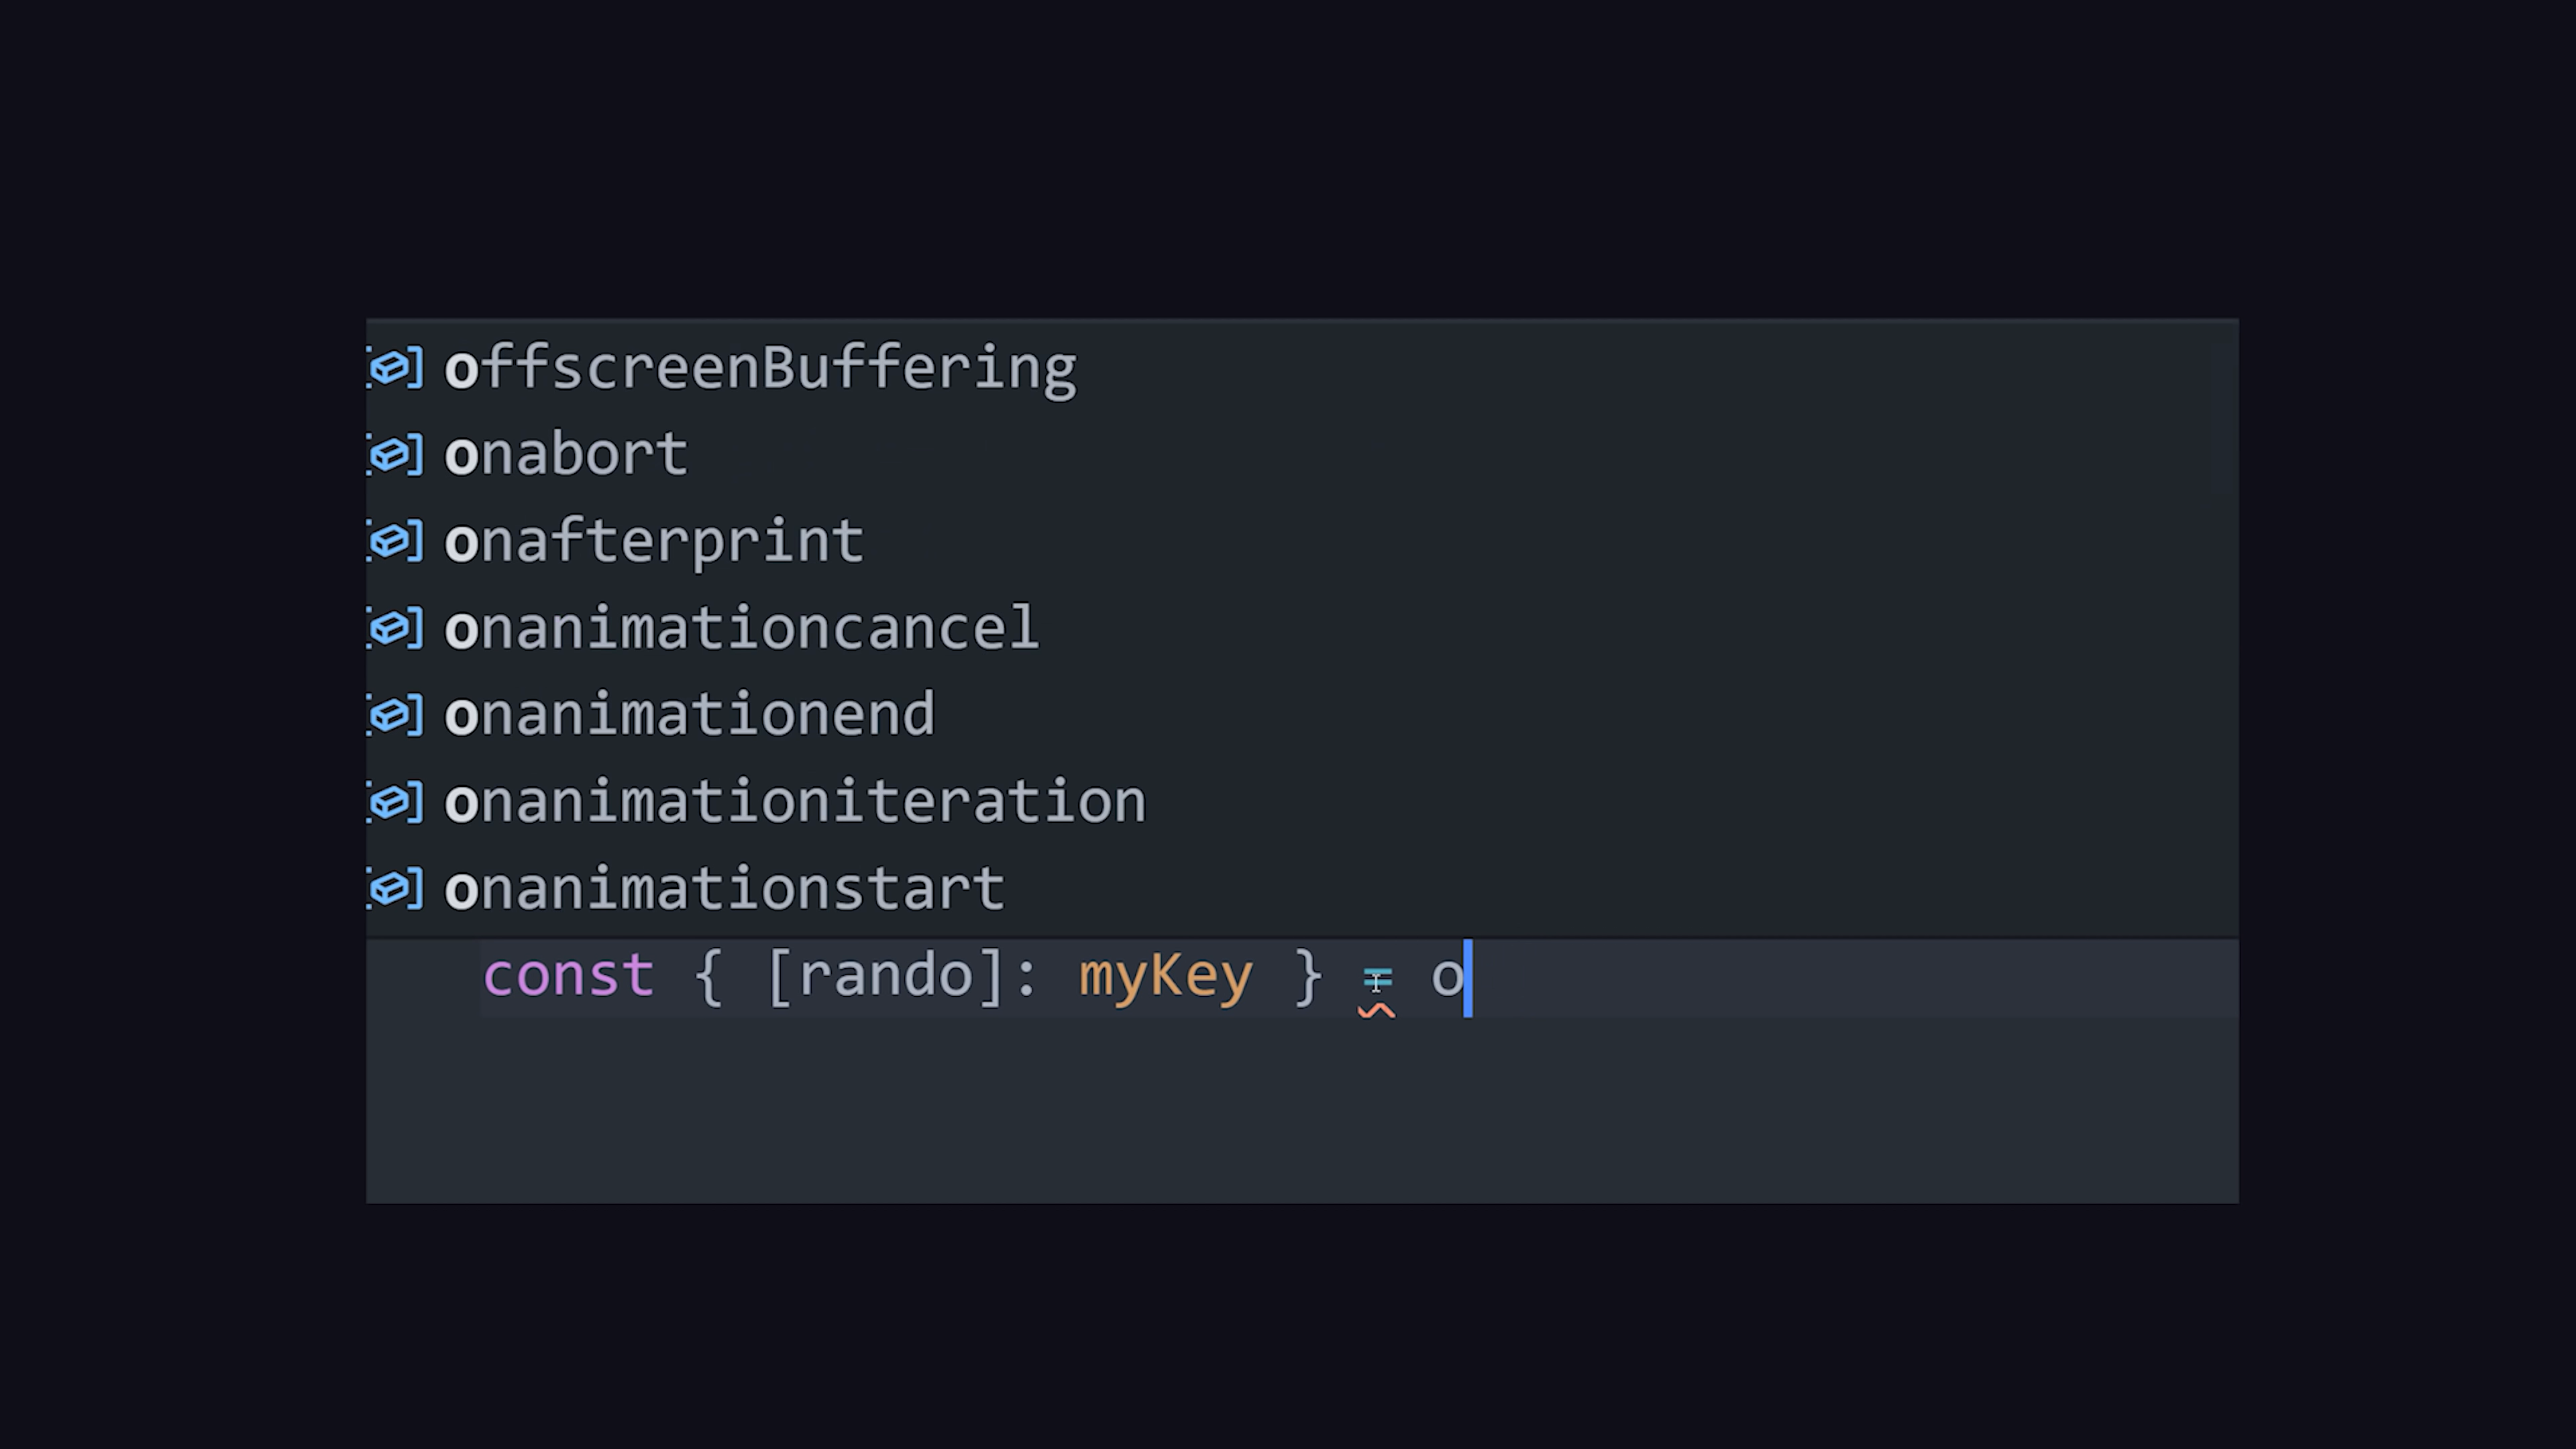 offscreenBuffering
onabort
onafterprint
onanimationcancel
onanimationend
onanimationiteration
onanimationstart
const { [rando]: myKey } = o